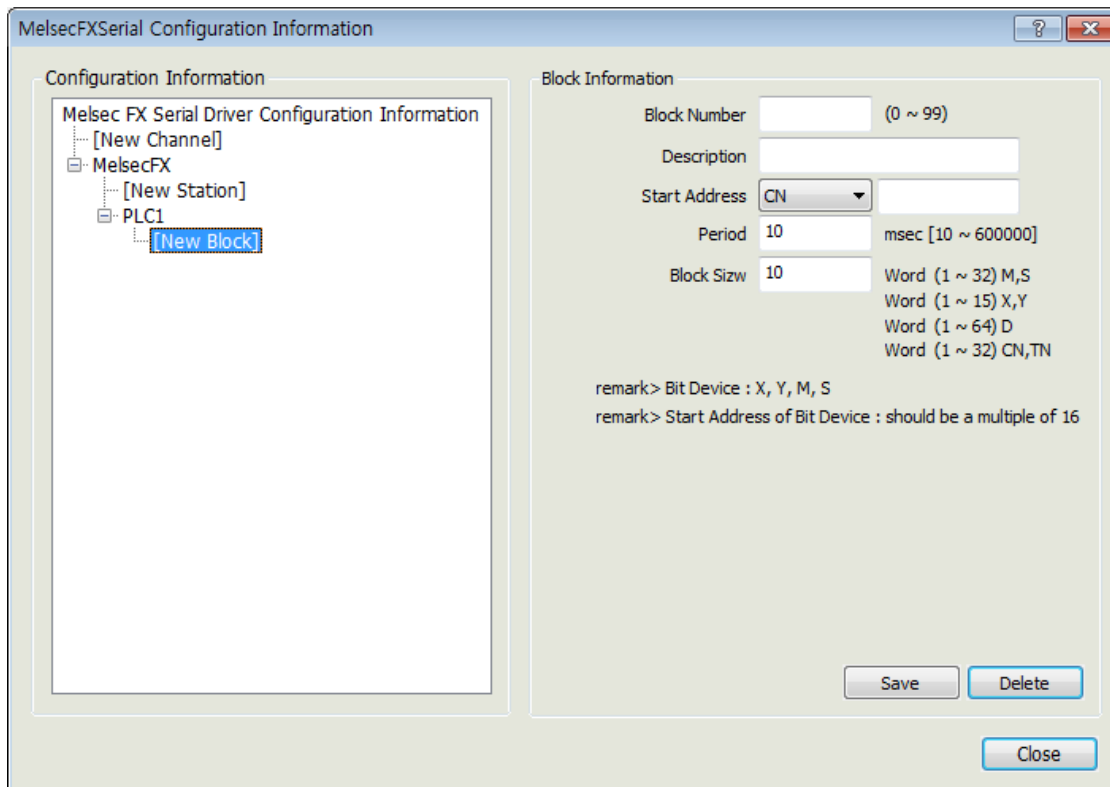 MelsecFXSerial Configuration Information
?
Configuration Information
Melsec FX Serial Driver Configuration Information
[New Channel]
MelsecFX
[New Station]
PLC1
[New Block]
Block Information
Block Number (0 ~ 99)
Description
Start Address CN
Period 10 msec [10 ~ 600000]
Block Sizw 10 Word (1 ~ 32) M,S
Word (1 ~ 15) X,Y
Word (1 ~ 64) D
Word (1 ~ 32) CN,TN
remark> Bit Device : X, Y, M, S
remark> Start Address of Bit Device : should be a multiple of 16
Save Delete
Close